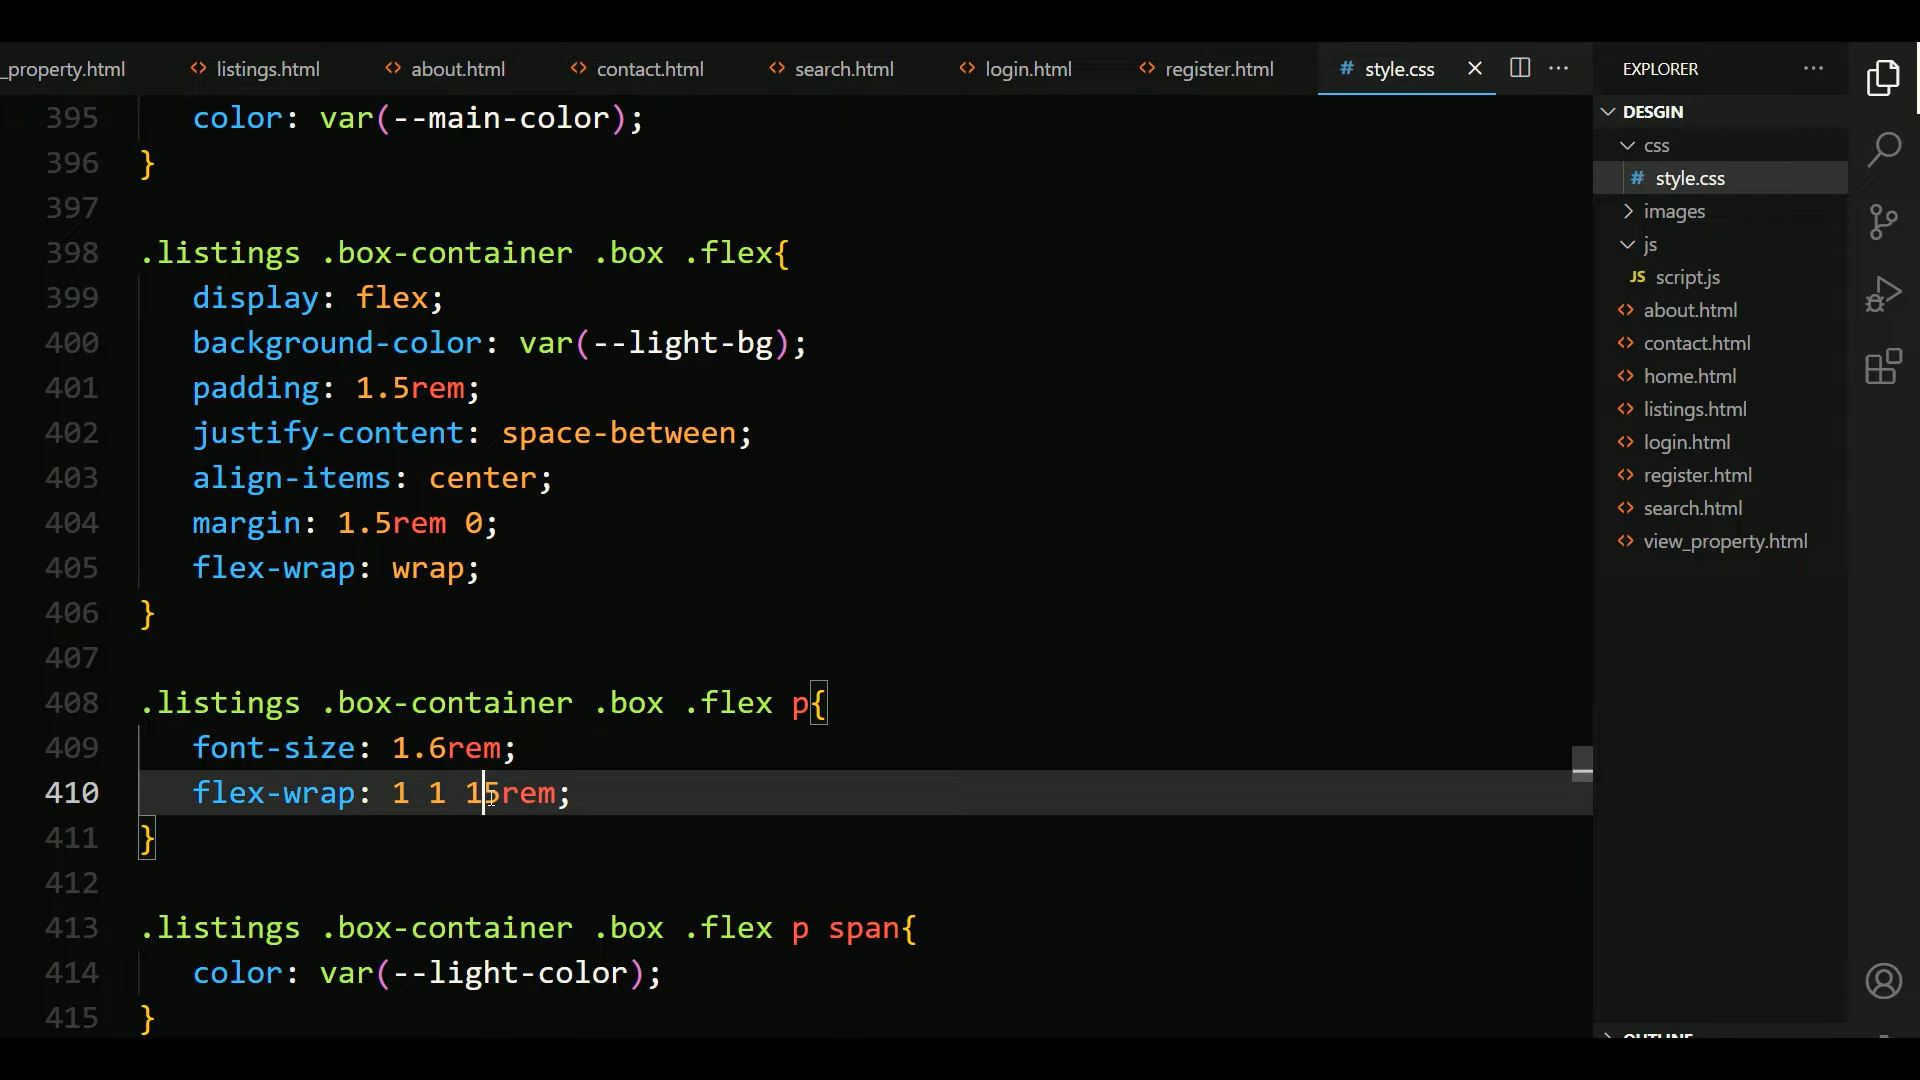 _property.html
listings.html
about.html
contact.html
search.html
login.html
register.html
# style.css
EXPLORER
395 color: var(--main-color);
396 }
397
398 .listings .box-container .box .flex{
399 display: flex;
400 background-color: var(--light-bg);
401 padding: 1.5rem;
402 justify-content: space-between;
403 align-items: center;
404 margin: 1.5rem 0;
405 flex-wrap: wrap;
406 }
407
408 .listings .box-container .box .flex p{
409 font-size: 1.6rem;
410 flex-wrap: 1 1 15rem;
411 }
412
413 .listings .box-container .box .flex p span{
414 color: var(--light-color);
415 }
DESGIN
css
# style.css
images
js
JS script.js
about.html
contact.html
home.html
listings.html
login.html
register.html
search.html
view_property.html
OUTLINE